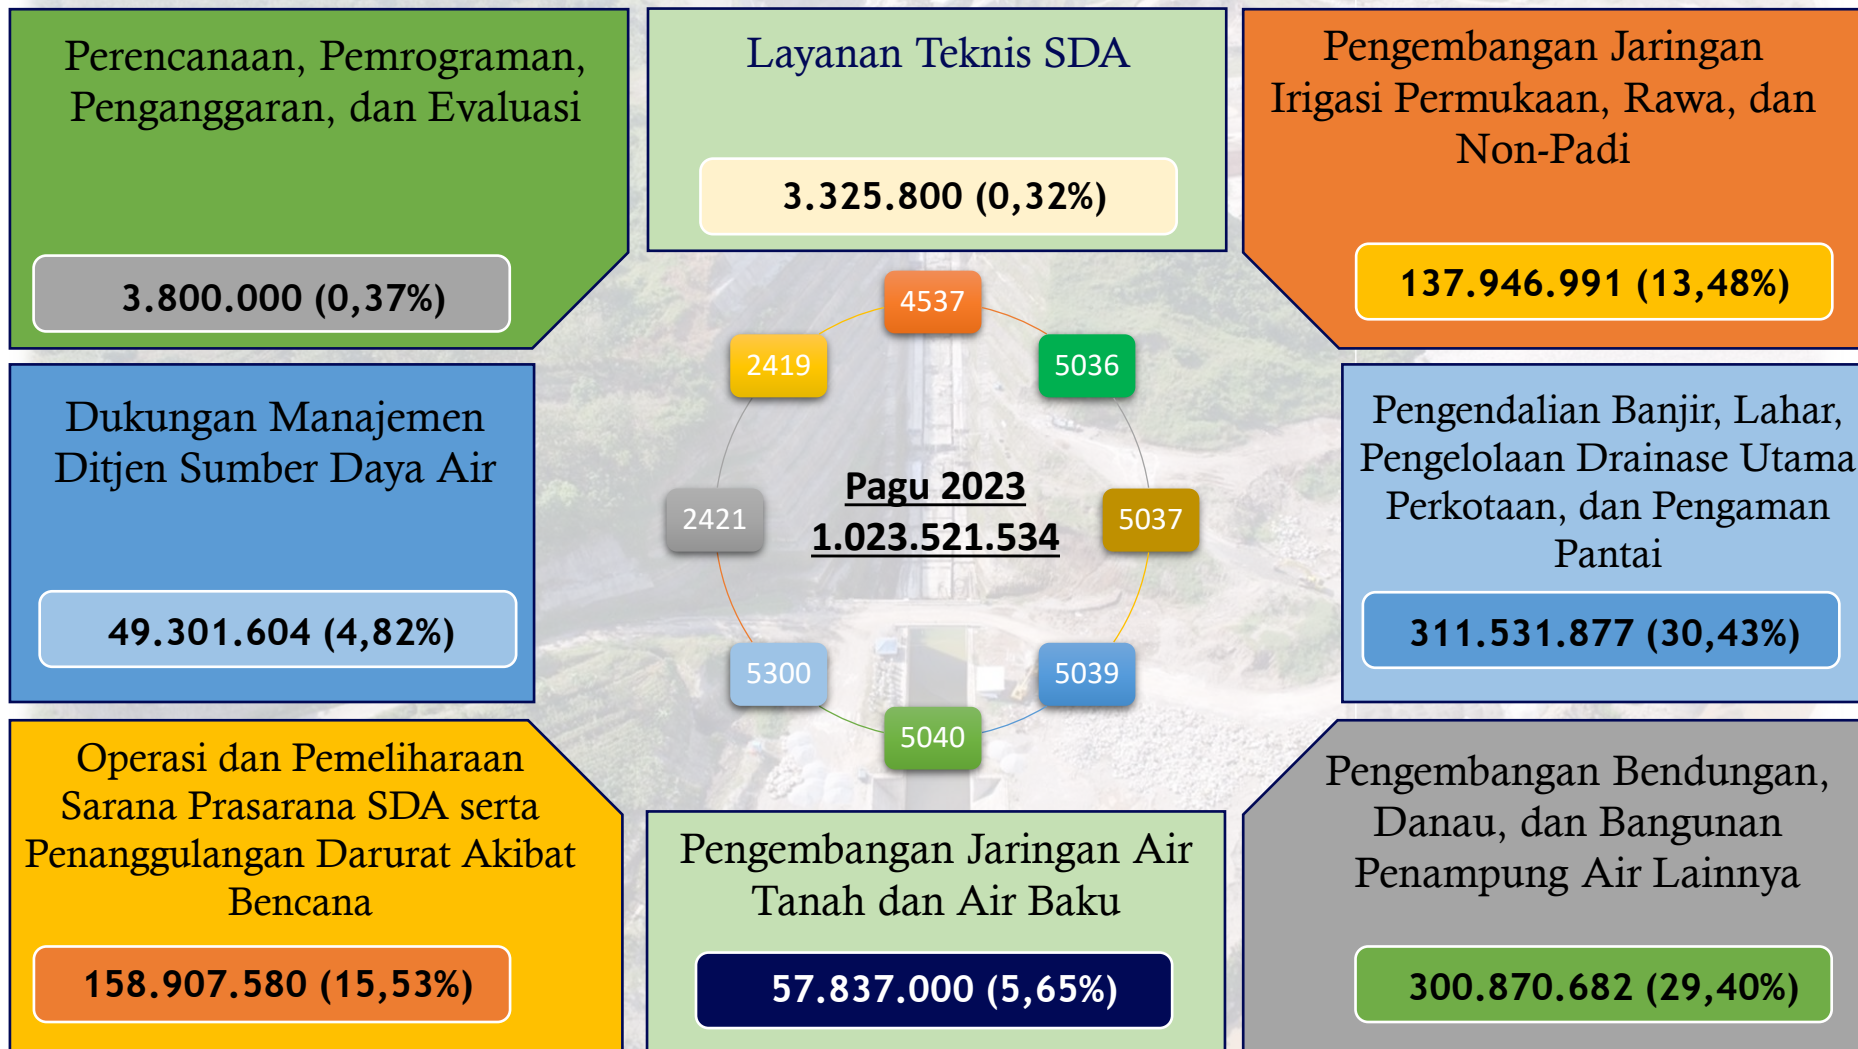 Perencanaan, Pemrograman,
Penganggaran, dan Evaluasi
3.800.000 (0,37%)
Layanan Teknis SDA
3.325.800 (0,32%)
Pengembangan Jaringan
Irigasi Permukaan, Rawa, dan
Non-Padi
137.946.991 (13,48%)
Dukungan Manajemen
Ditjen Sumber Daya Air
49.301.604 (4,82%)
4537
2419
5036
2421
Pagu 2023
1.023.521.534
5037
5300
5039
5040
Pengendalian Banjir, Lahar,
Pengelolaan Drainase Utama
Perkotaan, dan Pengaman
Pantai
311.531.877 (30,43%)
Operasi dan Pemeliharaan
Sarana Prasarana SDA serta
Penanggulangan Darurat Akibat
Bencana
158.907.580 (15,53%)
Pengembangan Jaringan Air
Tanah dan Air Baku
57.837.000 (5,65%)
Pengembangan Bendungan,
Danau, dan Bangunan
Penampung Air Lainnya
300.870.682 (29,40%)